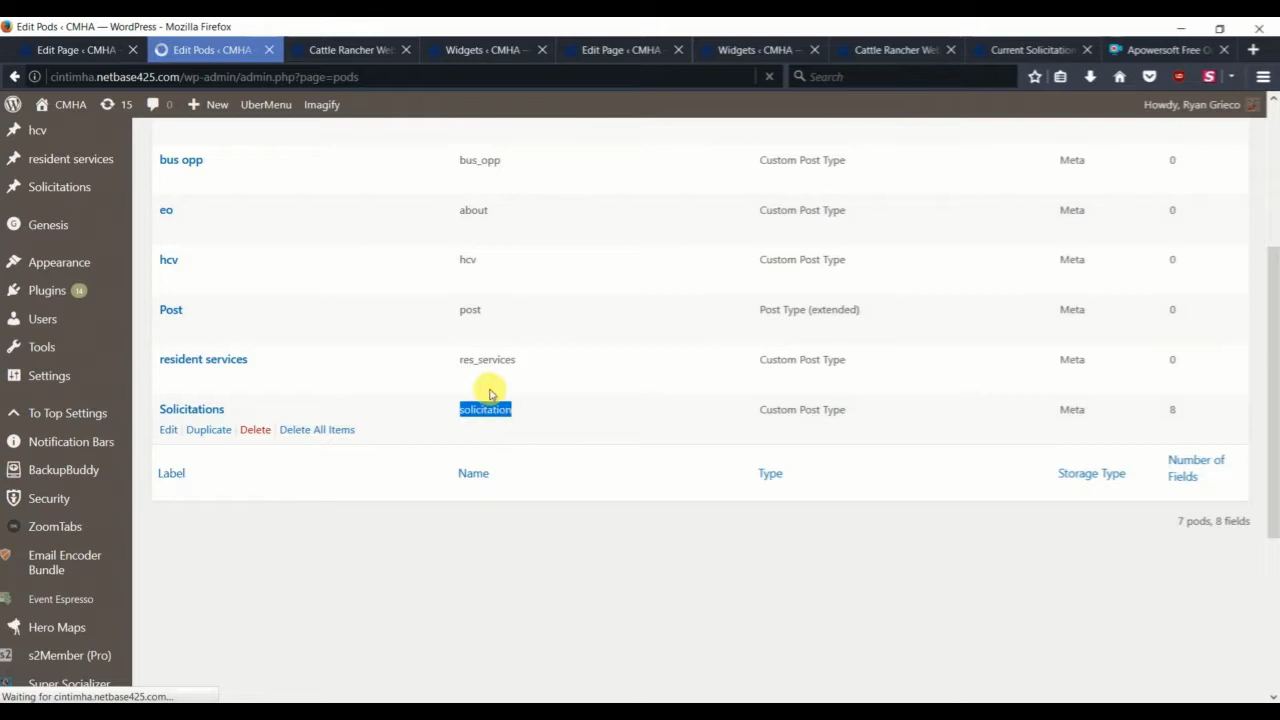 Edit Pods ‹ CMHA — WordPress - Mozilla Firefox
Edit Page ‹ CMHA —
Edit Pods ‹ CMHA —
Cattle Rancher Web
Widgets ‹ CMHA —
Edit Page ‹ CMHA —
Widgets ‹ CMHA —
Cattle Rancher Web
Current Solicitation
Apowersoft Free O
cintimha.netbase425.com/wp-admin/admin.php?page=pods
Search
CMHA
15
0
New
UberMenu
Imagify
Howdy, Ryan Grieco
hcv
resident services
Solicitations
Genesis
Appearance
Plugins 14
Users
Tools
Settings
To Top Settings
Notification Bars
BackupBuddy
Security
ZoomTabs
Email Encoder
Bundle
Event Espresso
Hero Maps
s2Member (Pro)
Super Socializer
bus opp bus_opp Custom Post Type Meta 0
eo about Custom Post Type Meta 0
hcv hcv Custom Post Type Meta 0
Post post Post Type (extended) Meta 0
resident services res_services Custom Post Type Meta 0
Solicitations solicitation Custom Post Type Meta 8
Edit | Duplicate | Delete | Delete All Items
Label Name Type Storage Type Number of
Fields
7 pods, 8 fields
Waiting for cintimha.netbase425.com...